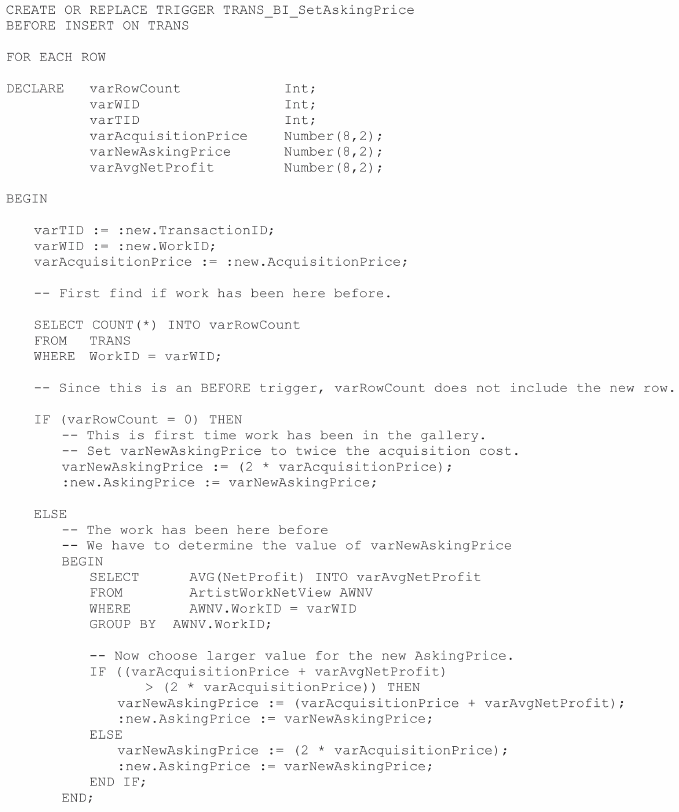 CREATE OR REPLACE TRIGGER TRANS_BI_SetAskingPrice
BEFORE INSERT ON TRANS
FOR EACH ROW
DECLARE varRowCount Int;
varWID Int;
varTID Int;
varAcquisitionPrice Number(8,2);
varNewAskingPrice Number(8,2);
varAvgNetProfit Number(8,2);
BEGIN
varTID := :new.TransactionID;
varWID := :new.WorkID;
varAcquisitionPrice := :new.AcquisitionPrice;
-- First find if work has been here before.
SELECT COUNT(*) INTO varRowCount
FROM TRANS
WHERE WorkID = varWID;
-- Since this is an BEFORE trigger, varRowCount does not include the new row.
IF (varRowCount = 0) THEN
-- This is first time work has been in the gallery.
-- Set varNewAskingPrice to twice the acquisition cost.
varNewAskingPrice := (2 * varAcquisitionPrice);
:new.AskingPrice := varNewAskingPrice;
ELSE
-- The work has been here before
-- We have to determine the value of varNewAskingPrice
BEGIN
SELECT AVG(NetProfit) INTO varAvgNetProfit
FROM ArtistWorkNetView AWNV
WHERE AWNV.WorkID = varWID
GROUP BY AWNV.WorkID;
-- Now choose larger value for the new AskingPrice.
IF ((varAcquisitionPrice + varAvgNetProfit)
> (2 * varAcquisitionPrice)) THEN
varNewAskingPrice := (varAcquisitionPrice + varAvgNetProfit);
:new.AskingPrice := varNewAskingPrice;
ELSE
varNewAskingPrice := (2 * varAcquisitionPrice);
:new.AskingPrice := varNewAskingPrice;
END IF;
END;